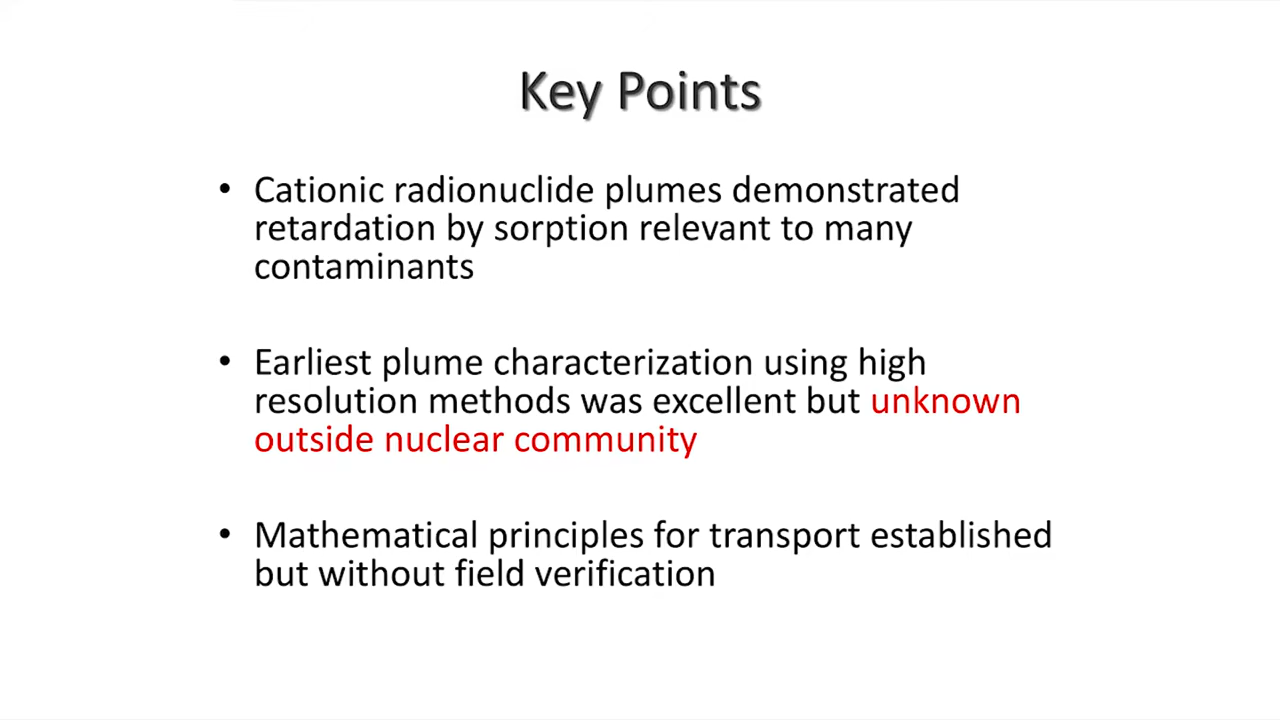 Key Points
• Cationic radionuclide plumes demonstrated
retardation by sorption relevant to many
contaminants
• Earliest plume characterization using high
resolution methods was excellent but unknown
outside nuclear community
• Mathematical principles for transport established
but without field verification